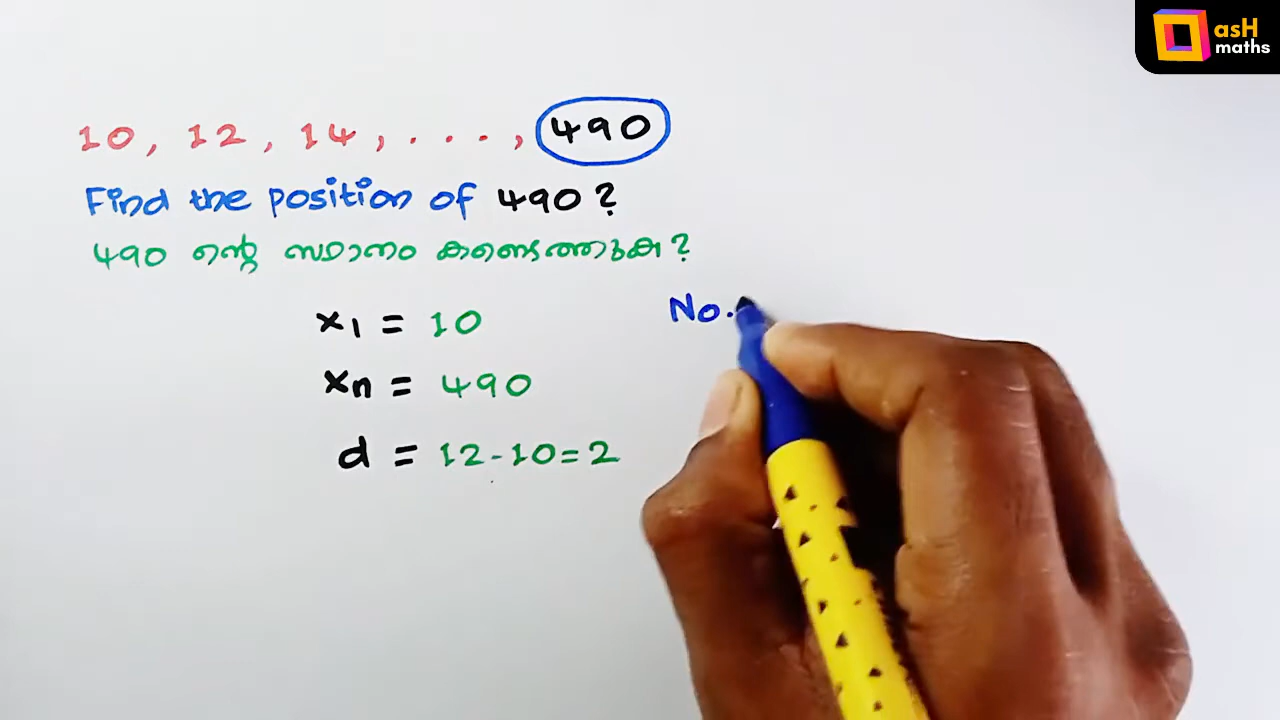 asH
maths
10, 12, 14, . . . , 490
Find the position of 490?
490 ന്റെ സ്ഥാനം കണ്ടെത്തുക?
x1 = 10
No.
xn = 490
d = 12-10=2